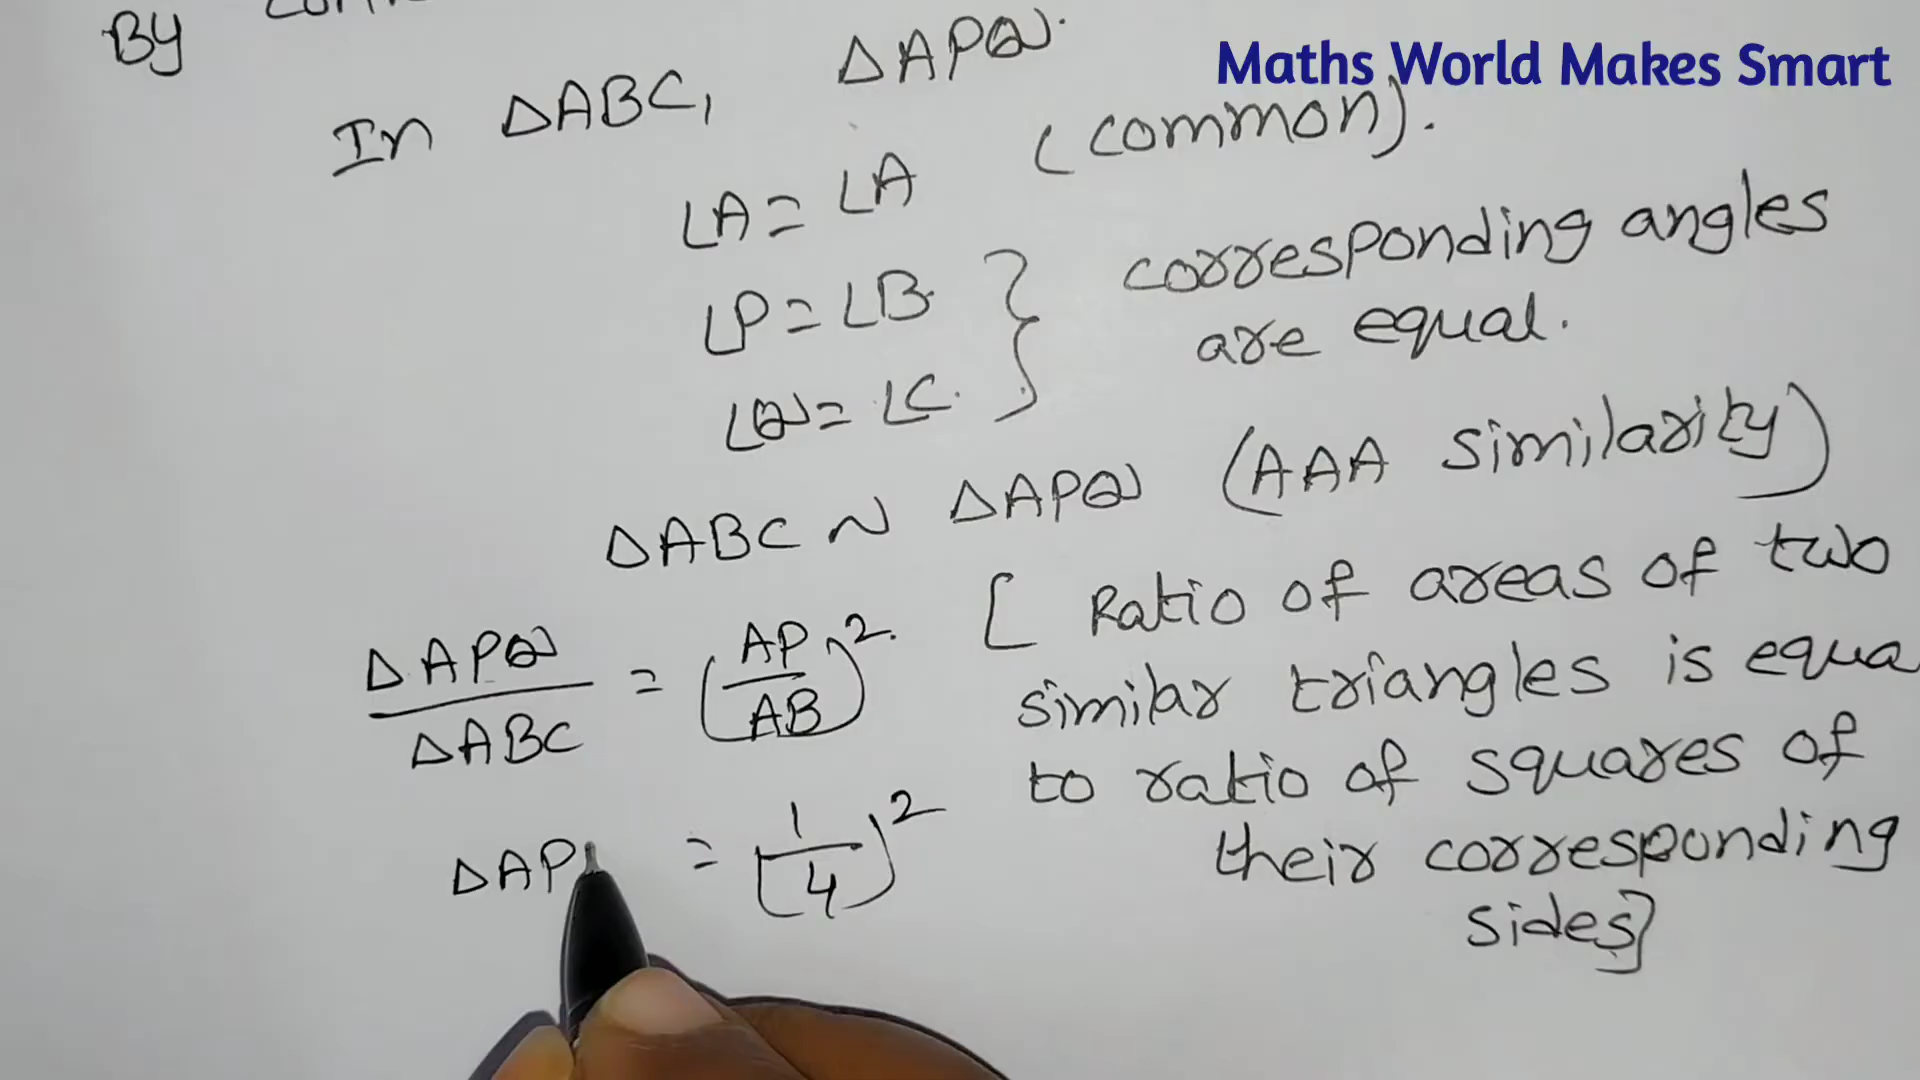 Maths World Makes Smart
By
In ΔABC, ΔAPQ.
∠A = ∠A (common).
∠P = ∠B } corresponding angles
∠Q = ∠C. are equal.
ΔABC ~ ΔAPQ (AAA similarity)
ΔAPQ/ΔABC = (AP/AB)². [Ratio of areas of two
similar triangles is equa
to ratio of squares of
their corresponding
sides]
ΔAP = (1/4)²